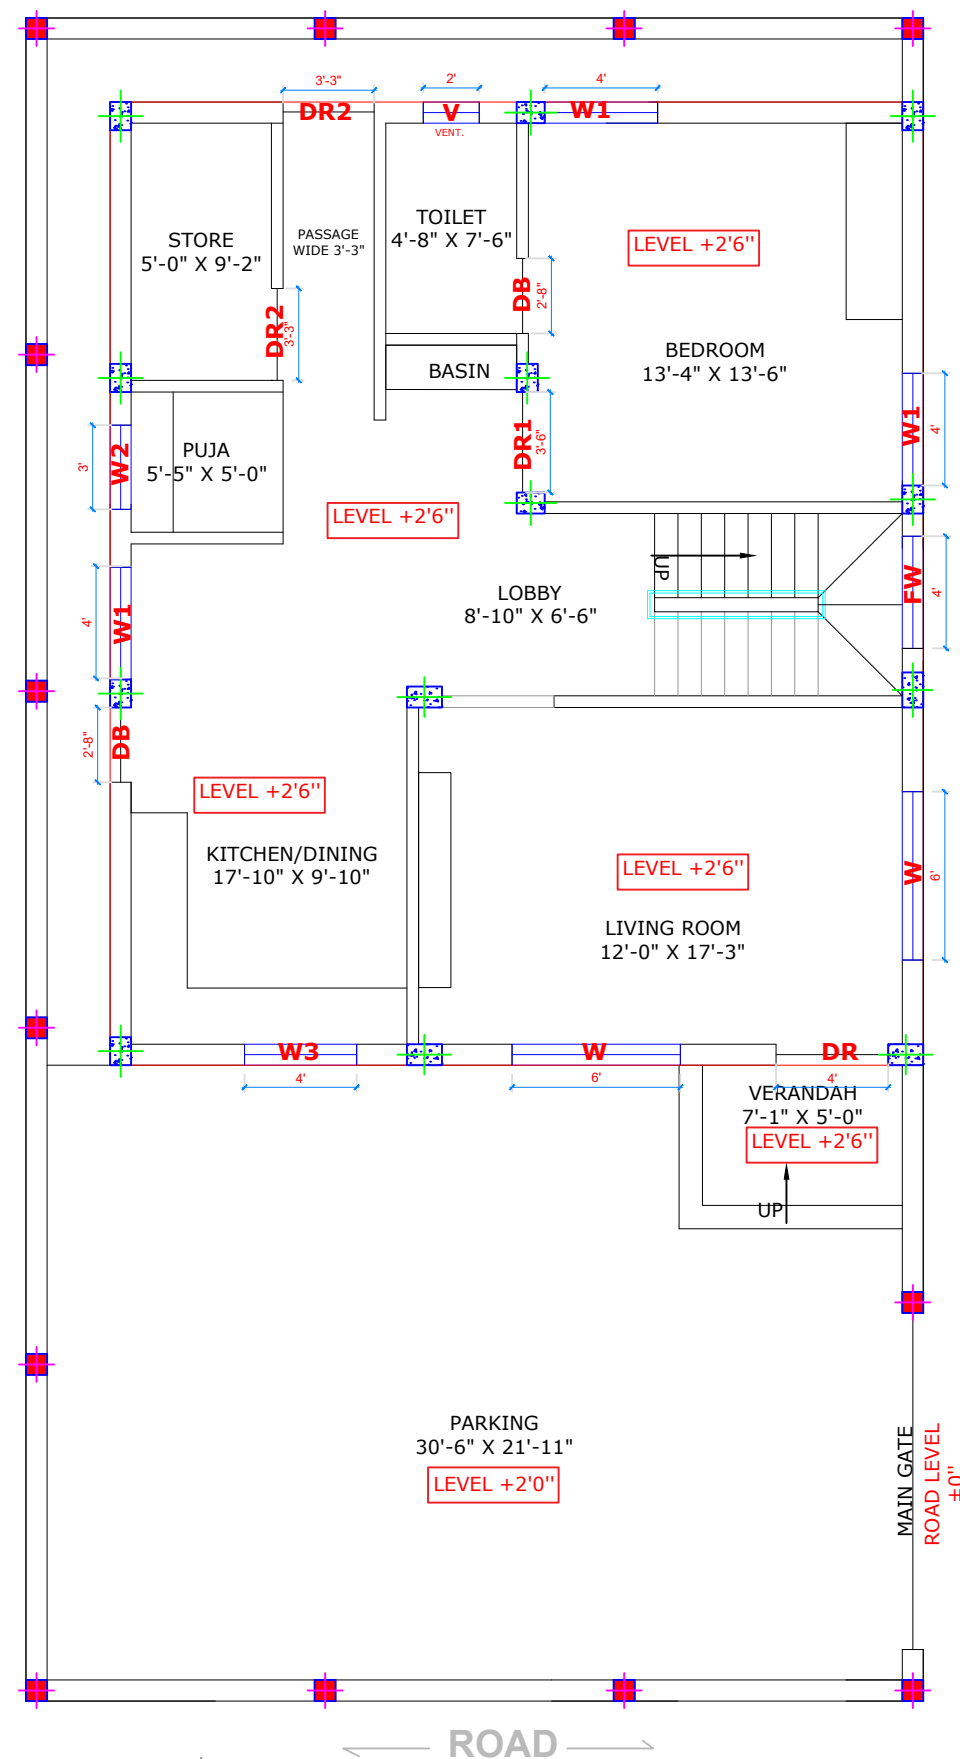 3'-3"
2'
4'
DR2
V
W1
VENT.
STORE
5'-0" X 9'-2"
PASSAGE
WIDE 3'-3"
TOILET
4'-8" X 7'-6"
LEVEL +2'6''
DB
2'-8"
DR2
3'-3"
BEDROOM
13'-4" X 13'-6"
BASIN
W1
4'
PUJA
5'-5" X 5'-0"
W2
3'
DR1
3'-6"
LEVEL +2'6''
UP
FW
4'
LOBBY
8'-10" X 6'-6"
W1
4'
DB
2'-8"
LEVEL +2'6''
KITCHEN/DINING
17'-10" X 9'-10"
LEVEL +2'6''
W
6'
LIVING ROOM
12'-0" X 17'-3"
W3
W
DR
4'
6'
4'
VERANDAH
7'-1" X 5'-0"
LEVEL +2'6''
UP
PARKING
30'-6" X 21'-11"
LEVEL +2'0''
MAIN GATE
ROAD LEVEL
±0''
ROAD